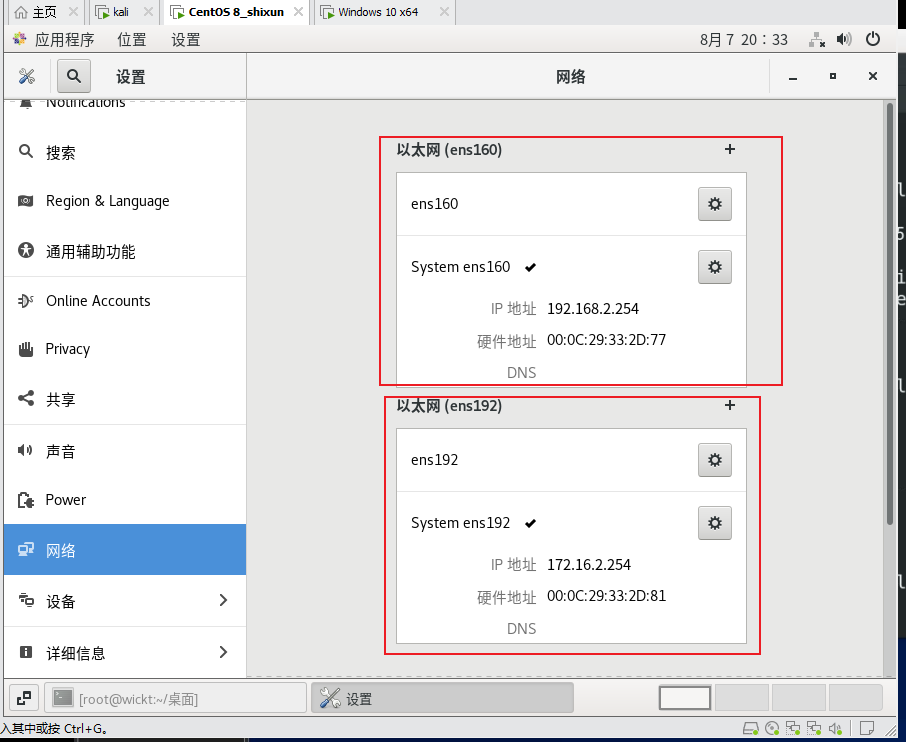 主页
kali
CentOS 8_shixun
Windows 10 x64
应用程序 位置 设置
8月 7 20：33
设置
网络
Notifications
搜索
Region & Language
通用辅助功能
Online Accounts
Privacy
共享
声音
Power
网络
设备
详细信息
以太网 (ens160)
ens160
System ens160
IP 地址 192.168.2.254
硬件地址 00:0C:29:33:2D:77
DNS
以太网 (ens192)
ens192
System ens192
IP 地址 172.16.2.254
硬件地址 00:0C:29:33:2D:81
DNS
[root@wickt:~/桌面]
设置
入其中或按 Ctrl+G。